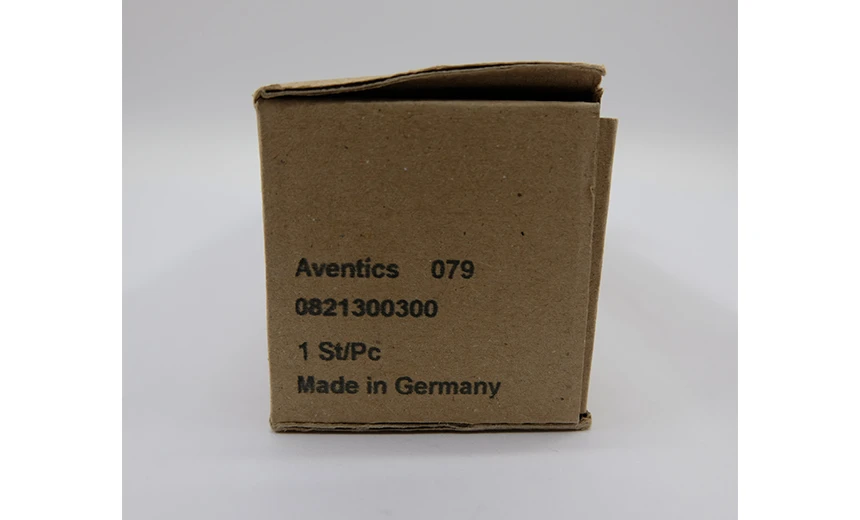 Aventics 079
0821300300
1 St/Pc
Made in Germany